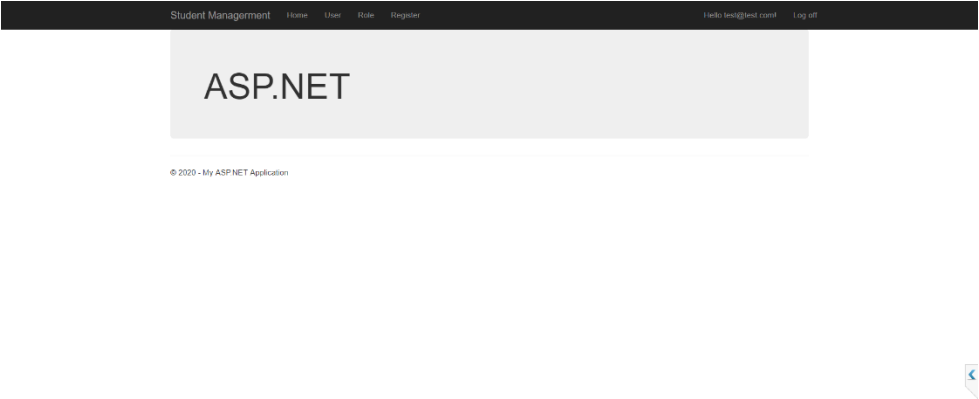 Student Managerment Home User Role Register Hello test@test.com! Log off
ASP.NET
© 2020 - My ASP.NET Application